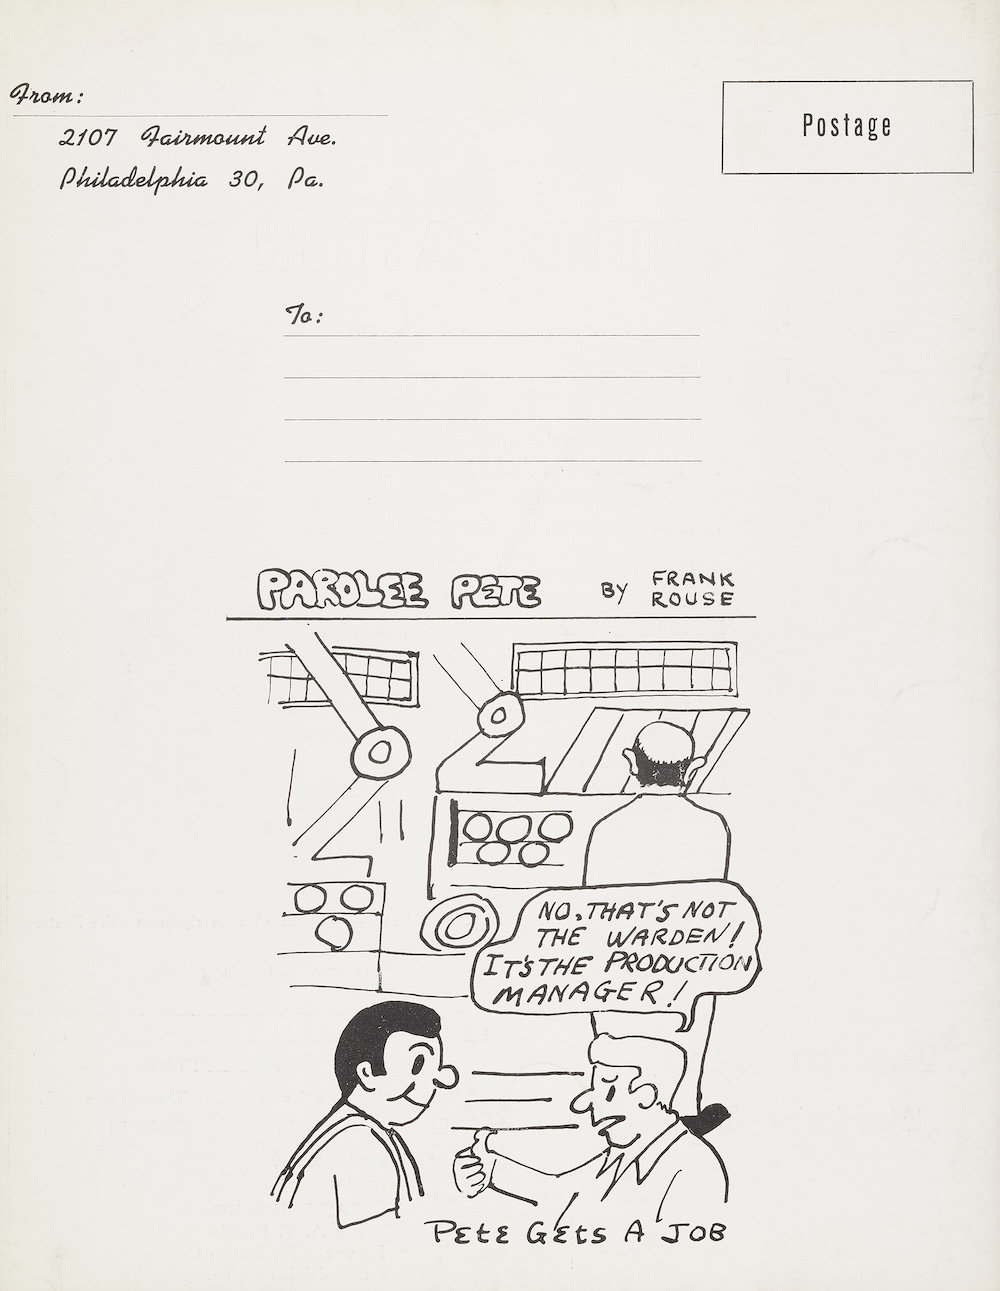 From:
2107 Fairmount Ave.
Philadelphia 30, Pa.
Postage
To:
PAROLEE PETE BY FRANK ROUSE
NO, THAT'S NOT
THE WARDEN!
IT'S THE PRODUCTION
MANAGER!
PEtE GEts A JOB